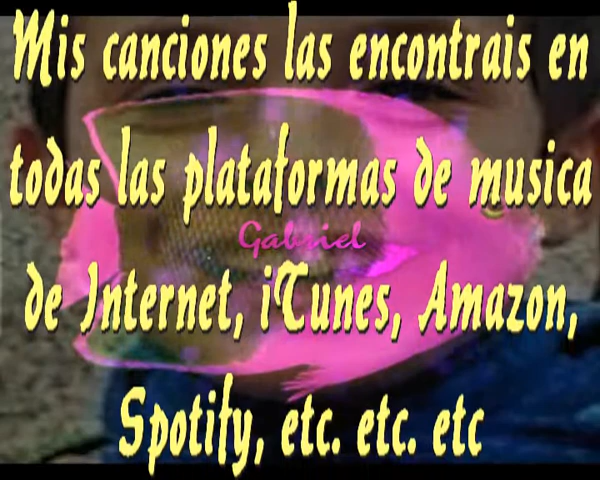 Mis canciones las encontrais en
todas las plataformas de musica
Gabriel
de Internet, iTunes, Amazon,
Spotify, etc. etc. etc